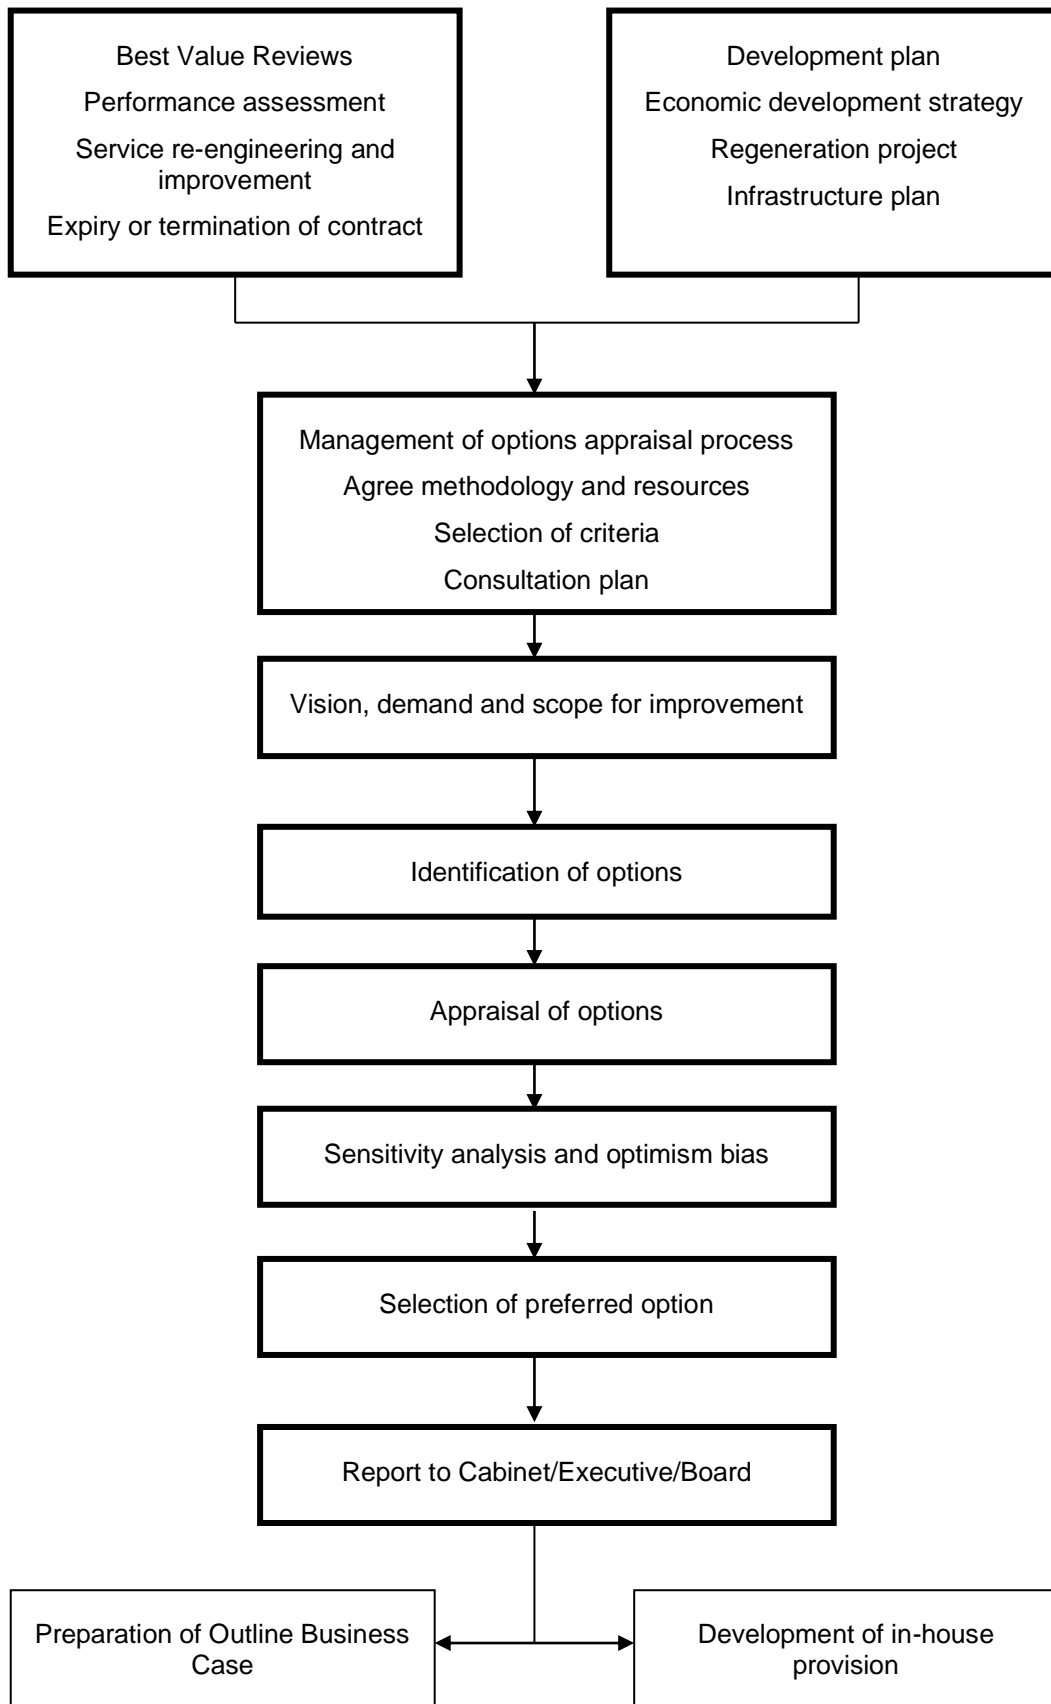 Best Value Reviews
Performance assessment
Service re-engineering and
improvement
Expiry or termination of contract
Development plan
Economic development strategy
Regeneration project
Infrastructure plan
Management of options appraisal process
Agree methodology and resources
Selection of criteria
Consultation plan
Vision, demand and scope for improvement
Identification of options
Appraisal of options
Sensitivity analysis and optimism bias
Selection of preferred option
Report to Cabinet/Executive/Board
Preparation of Outline Business
Case
Development of in-house
provision